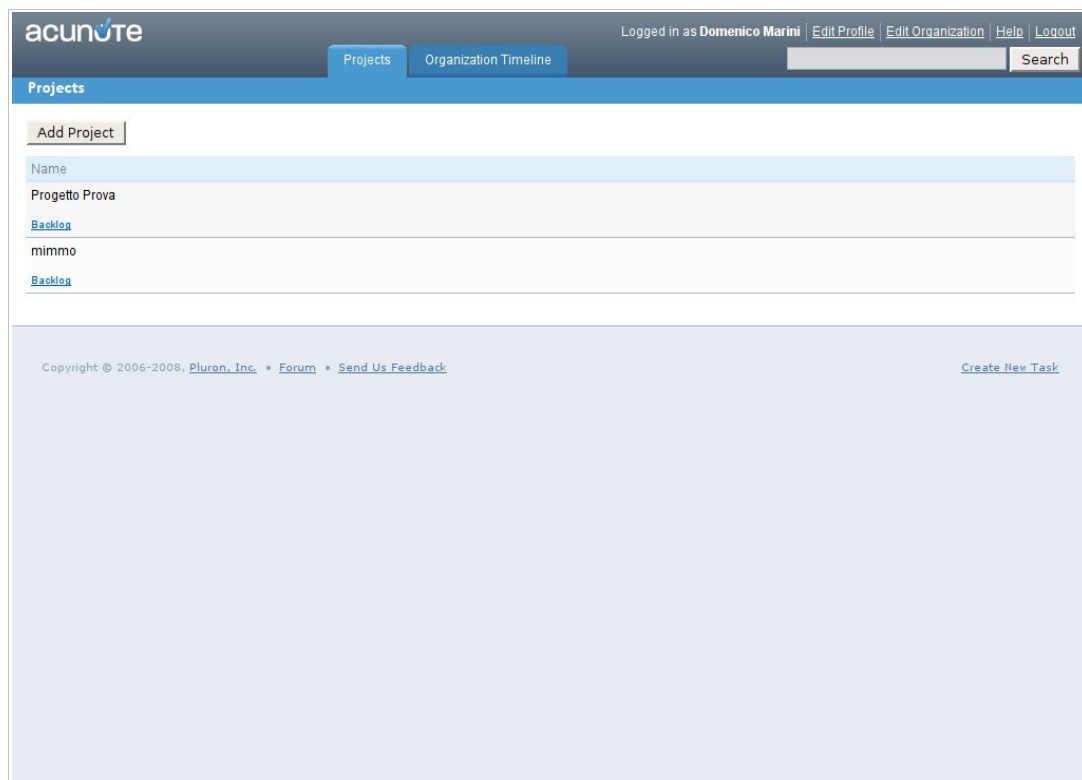 acunote
Logged in as Domenico Marini | Edit Profile | Edit Organization | Help | Logout
Projects Organization Timeline Search
Projects
Add Project
Name
Progetto Prova
Backlog
mimmo
Backlog
Copyright © 2006-2008, Pluron, Inc. • Forum • Send Us Feedback Create New Task